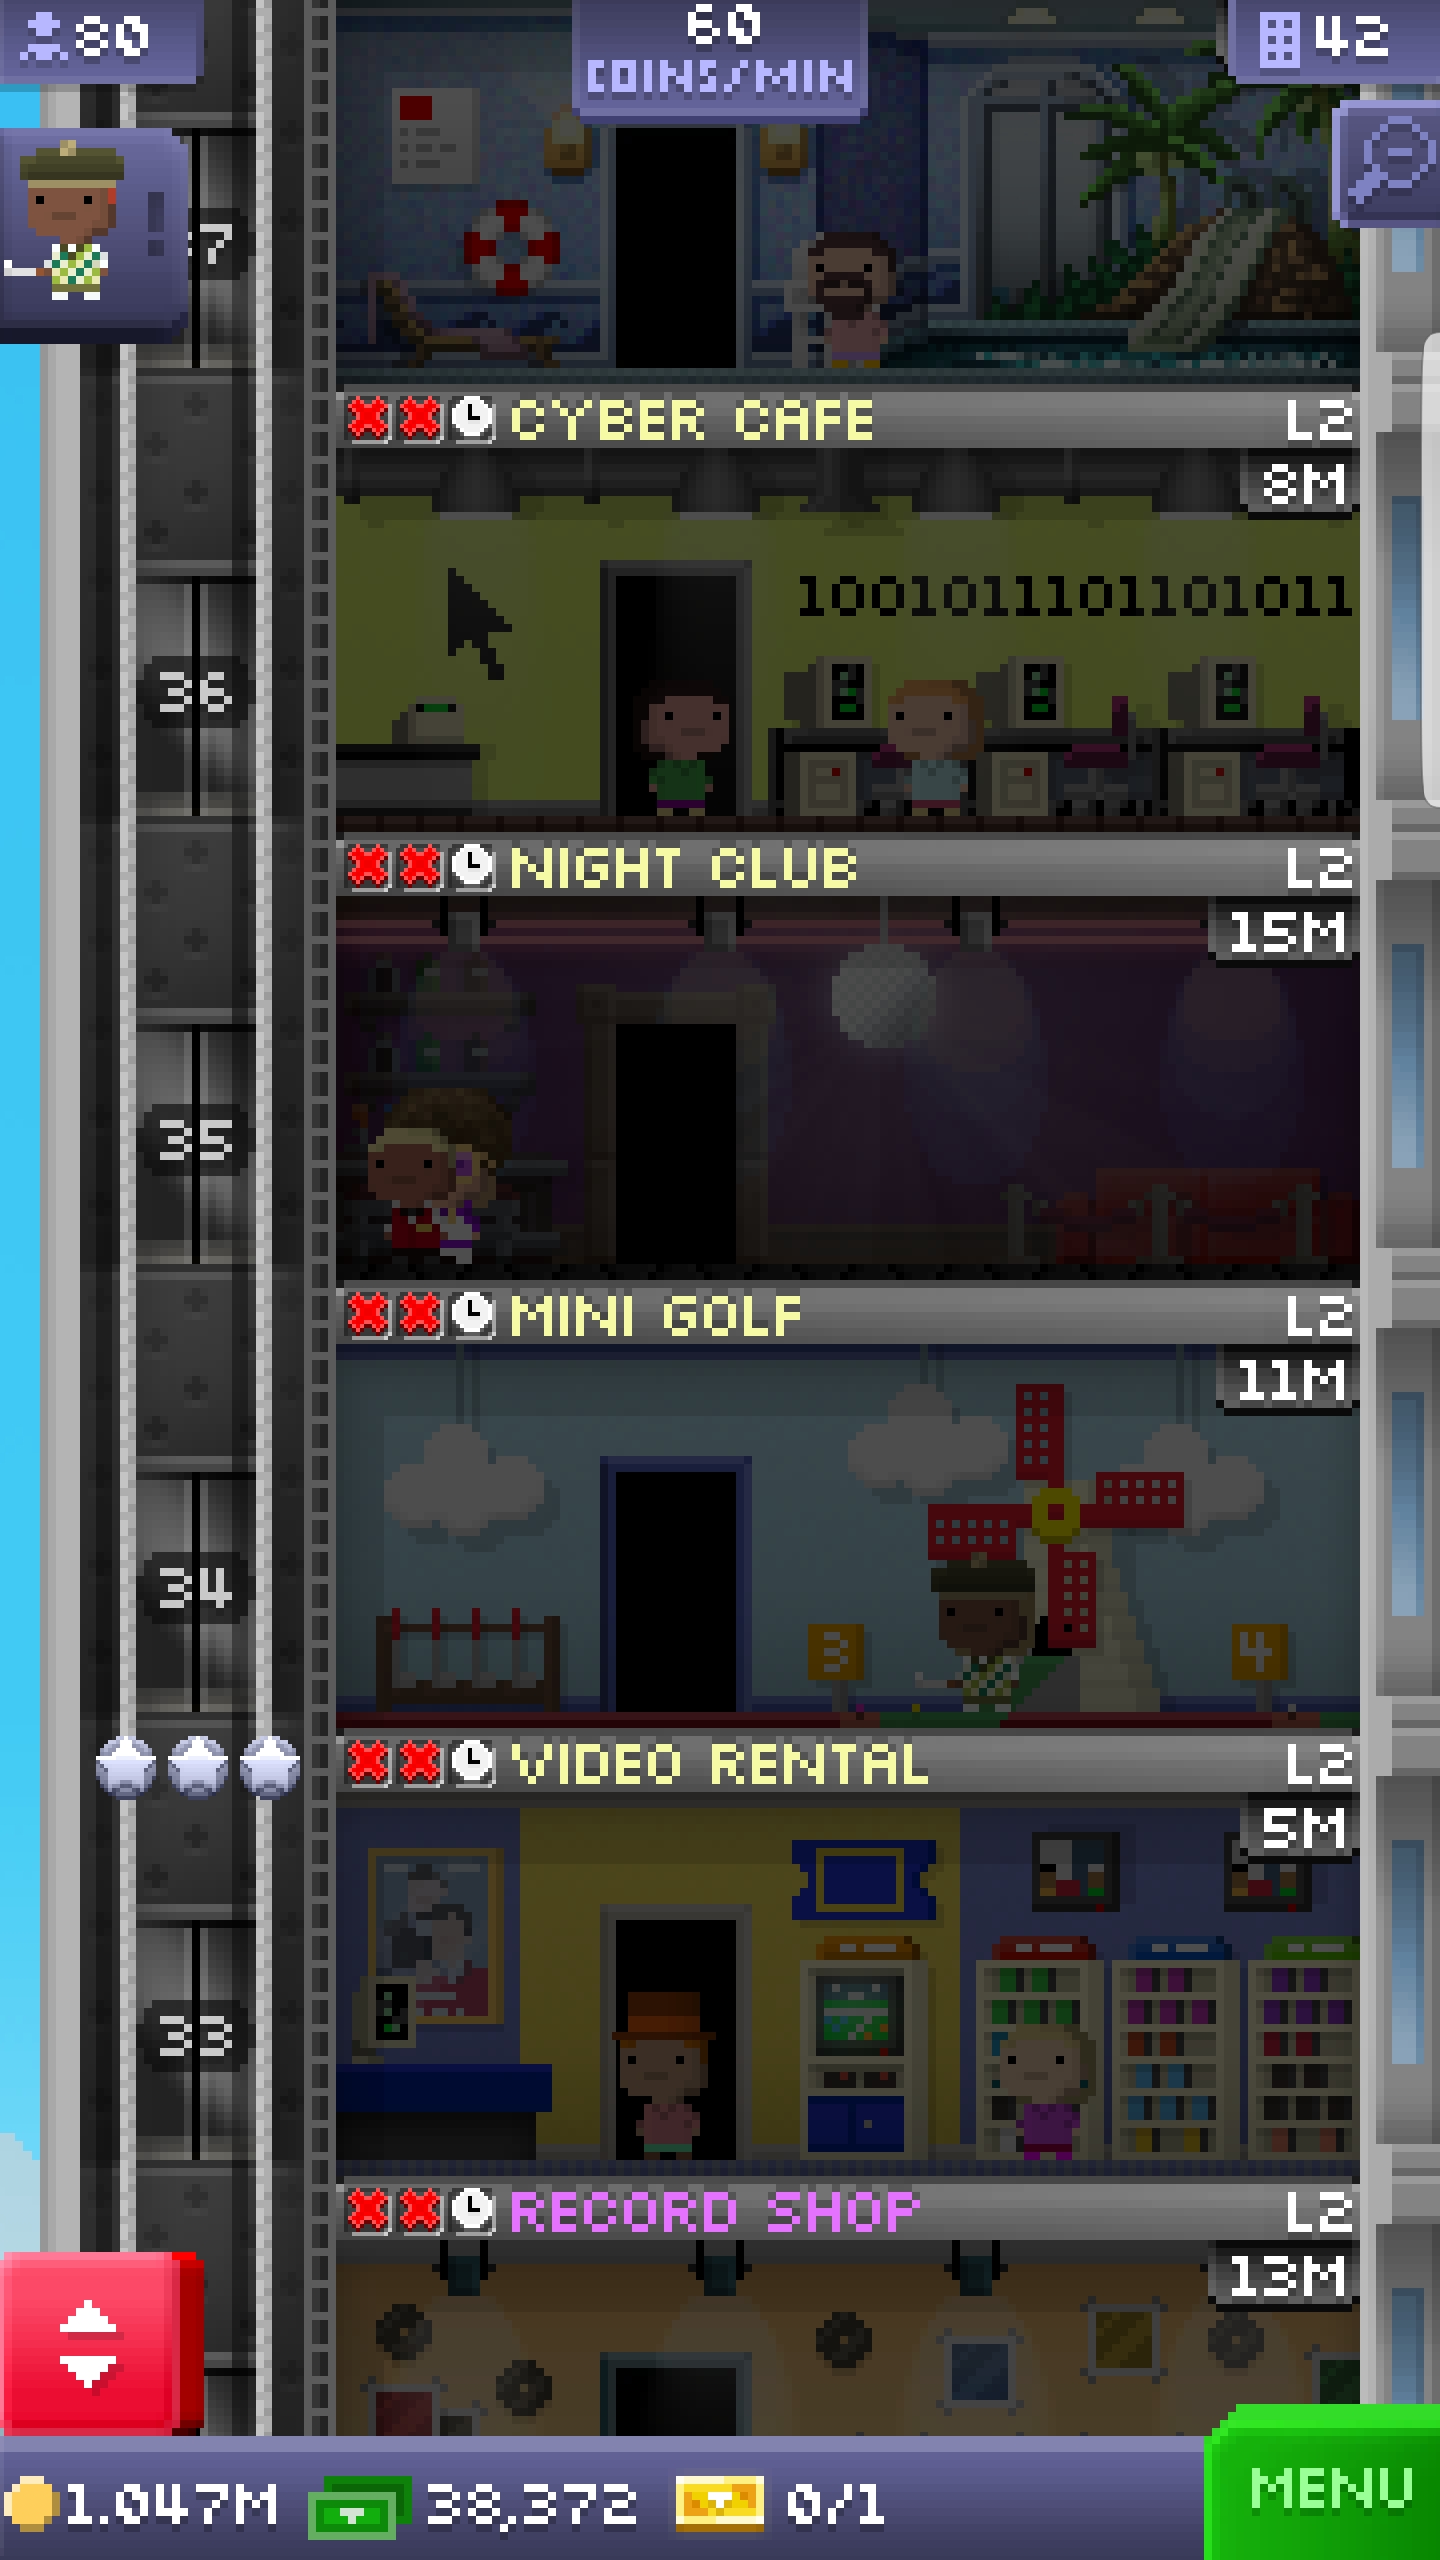 80
60
COINS/MIN
42
!
7
CYBER CAFE L2
8M
1001011101101011
36
NIGHT CLUB L2
15M
35
MINI GOLF L2
11M
34
3
4
VIDEO RENTAL L2
5M
33
RECORD SHOP L2
13M
1.047M 38,372 0/1
MENU